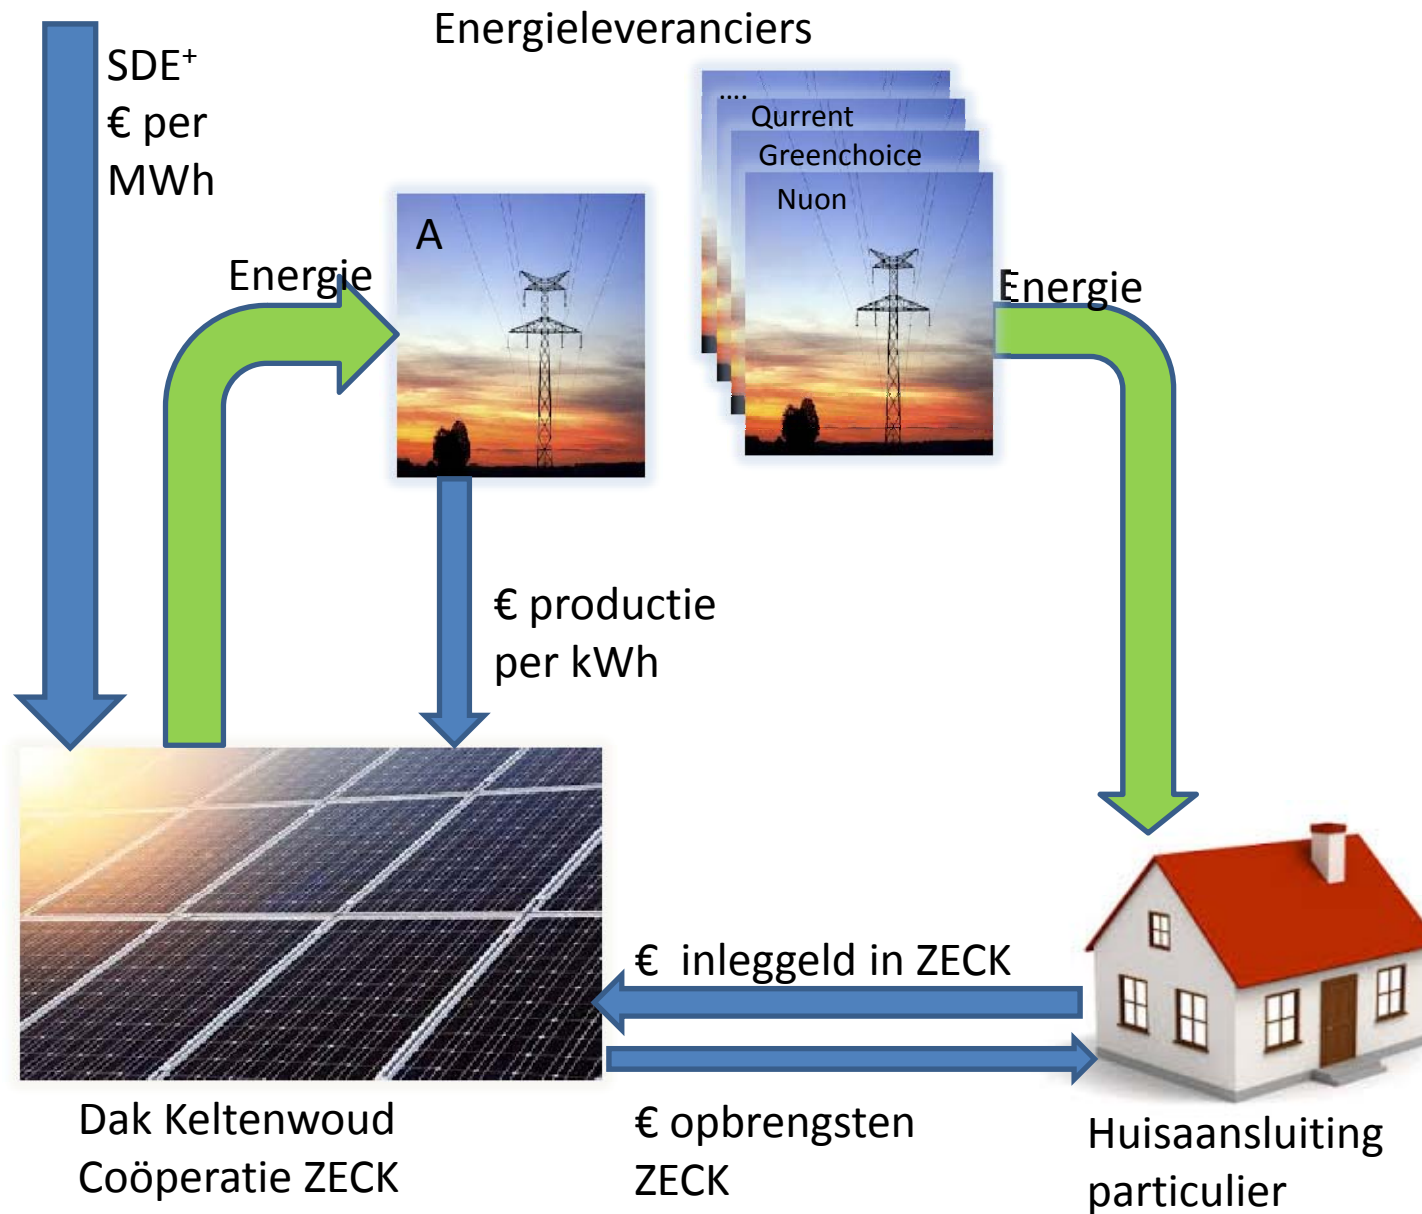 Energieleveranciers
SDE+
€ per
MWh
....
Qurrent
Greenchoice
Nuon
A
Energie
Energie
€ productie
per kWh
€ inleggeld in ZECK
Dak Keltenwoud
Coöperatie ZECK
€ opbrengsten
ZECK
Huisaansluiting
particulier